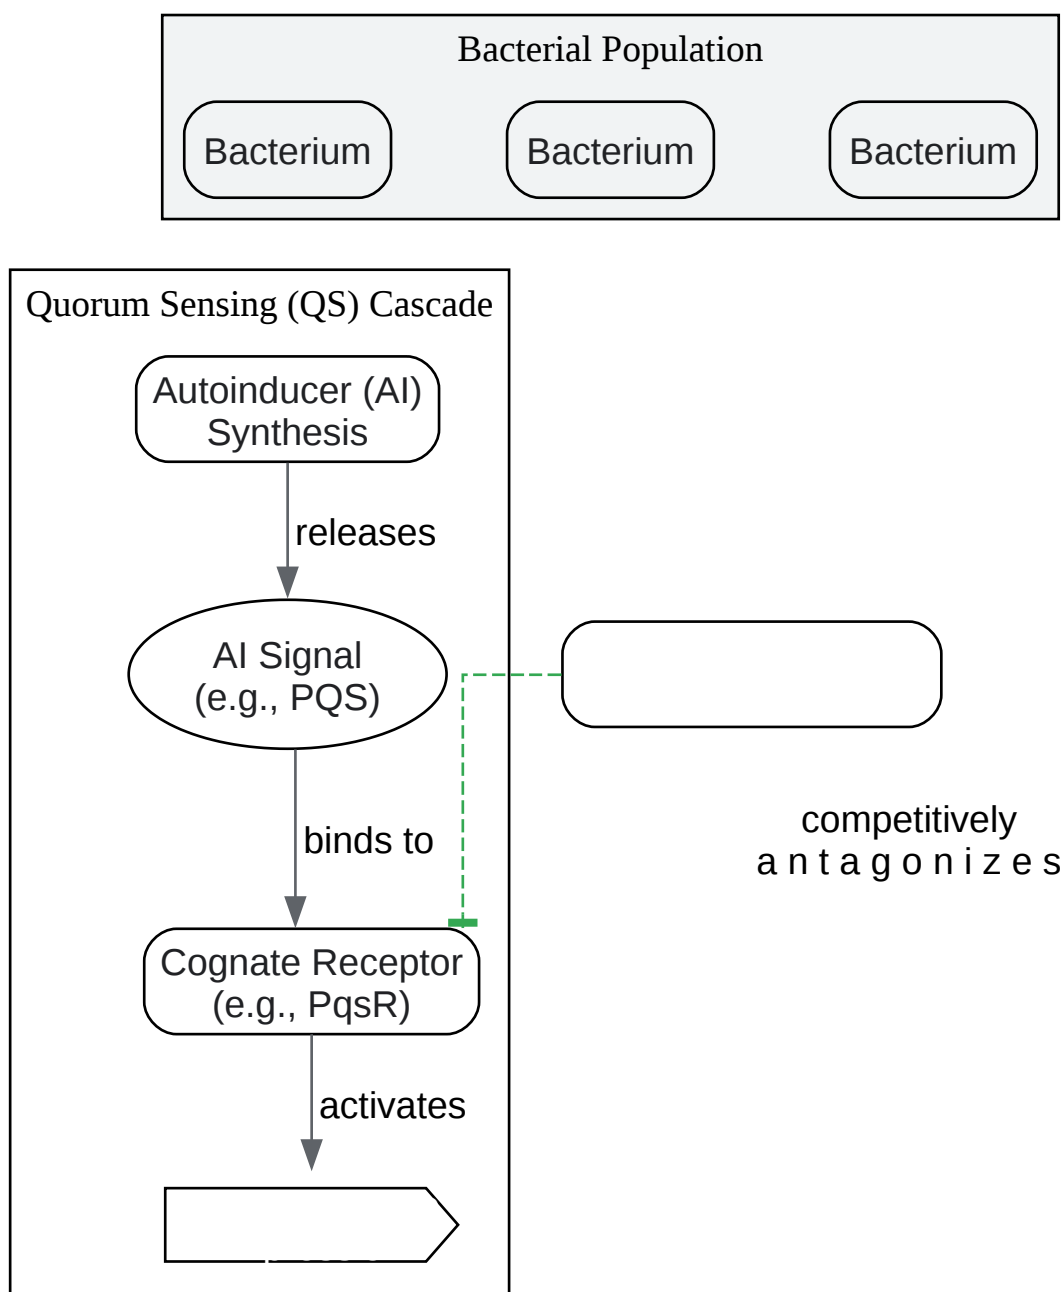 Bacterial Population
Bacterium
Bacterium
Bacterium
Quorum Sensing (QS) Cascade
Autoinducer (AI)
Synthesis
releases
AI Signal
(e.g., PQS)
binds to
competitively
antagonizes
Cognate Receptor
(e.g., PqsR)
activates